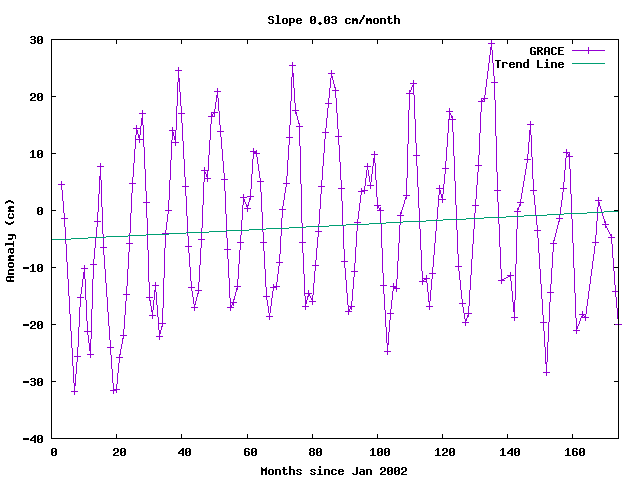 Slope 0.03 cm/month
GRACE
Trend Line
30
20
10
0
-10
-20
-30
-40
Anomaly (cm)
0 20 40 60 80 100 120 140 160
Months since Jan 2002